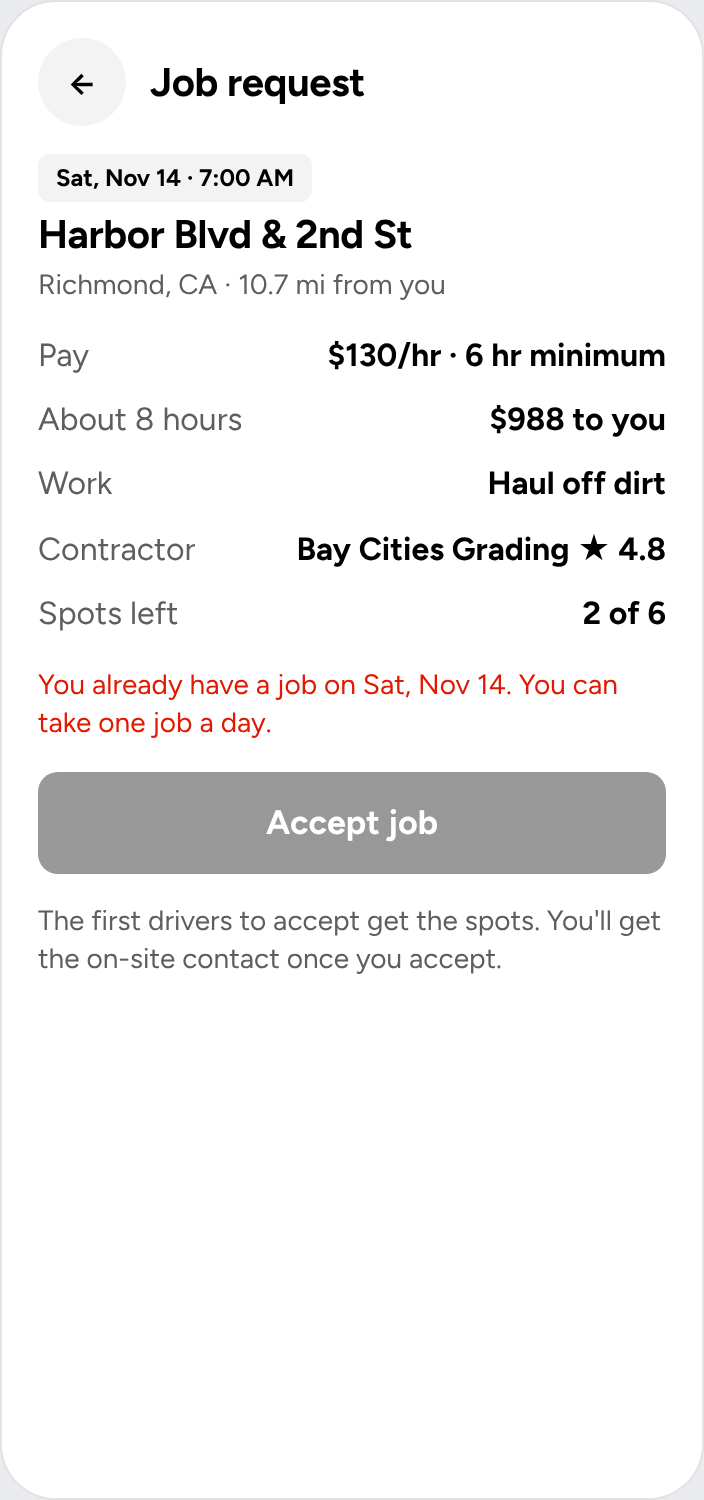 Job request
Sat, Nov 14 · 7:00 AM
Harbor Blvd & 2nd St
Richmond, CA · 10.7 mi from you
Pay $130/hr · 6 hr minimum
About 8 hours $988 to you
Work Haul off dirt
Contractor Bay Cities Grading ★ 4.8
Spots left 2 of 6
You already have a job on Sat, Nov 14. You can
take one job a day.
Accept job
The first drivers to accept get the spots. You'll get
the on-site contact once you accept.